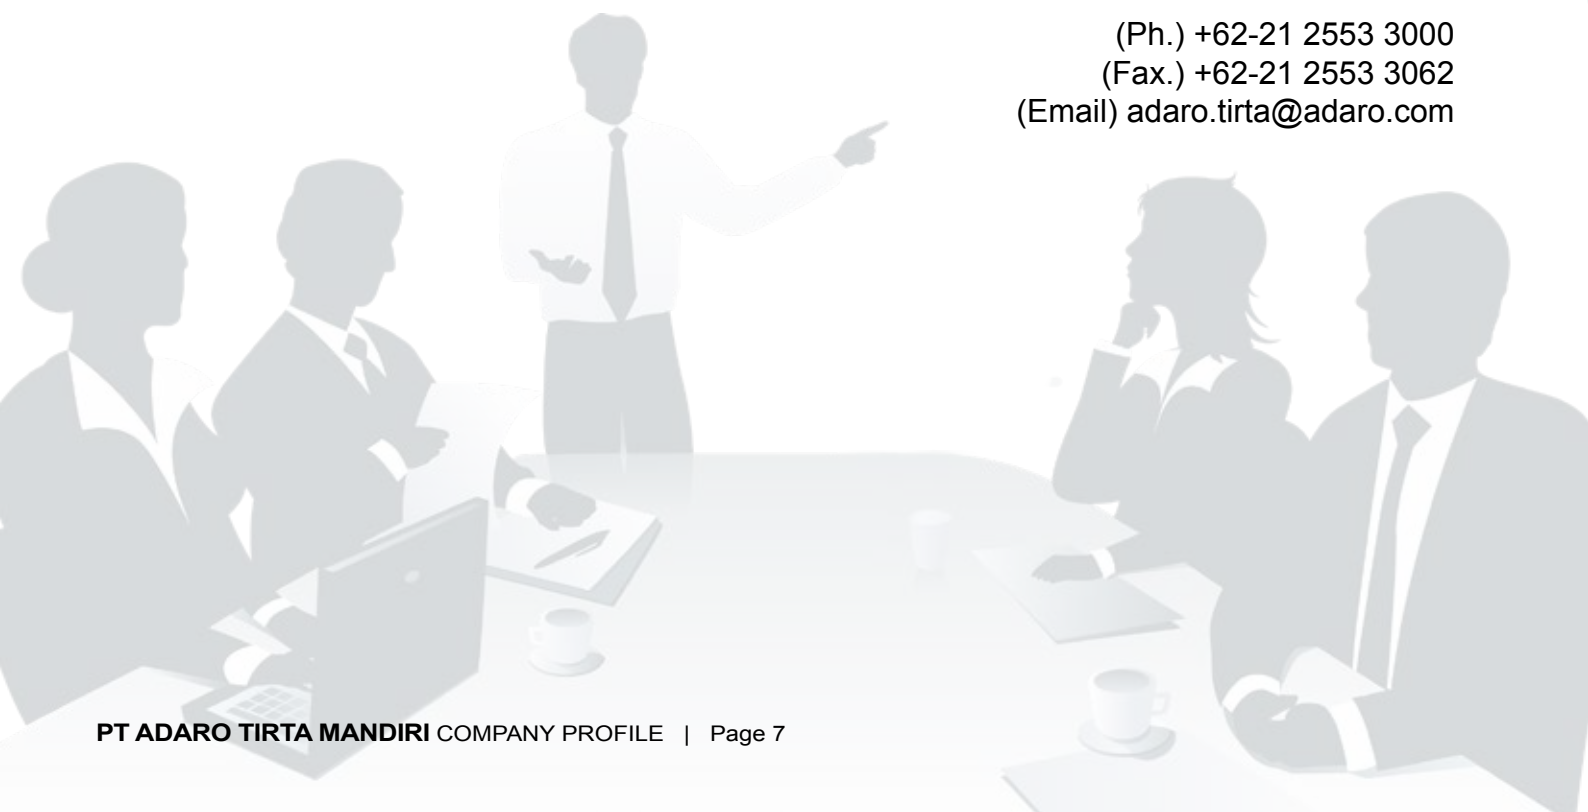 (Ph.) +62-21 2553 3000
(Fax.) +62-21 2553 3062
(Email) adaro.tirta@adaro.com
PT ADARO TIRTA MANDIRI COMPANY PROFILE | Page 7